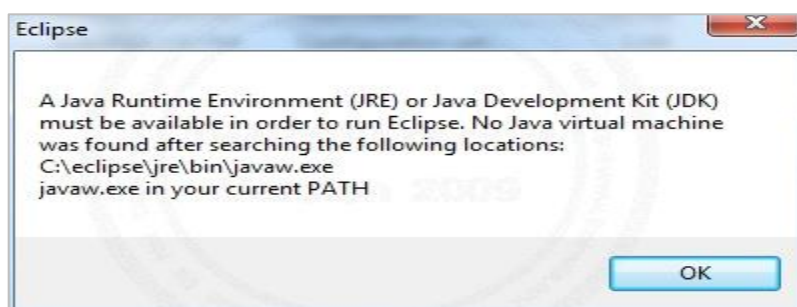 Eclipse
A Java Runtime Environment (JRE) or Java Development Kit (JDK)
must be available in order to run Eclipse. No Java virtual machine
was found after searching the following locations:
C:\eclipse\jre\bin\javaw.exe
javaw.exe in your current PATH
2009
OK